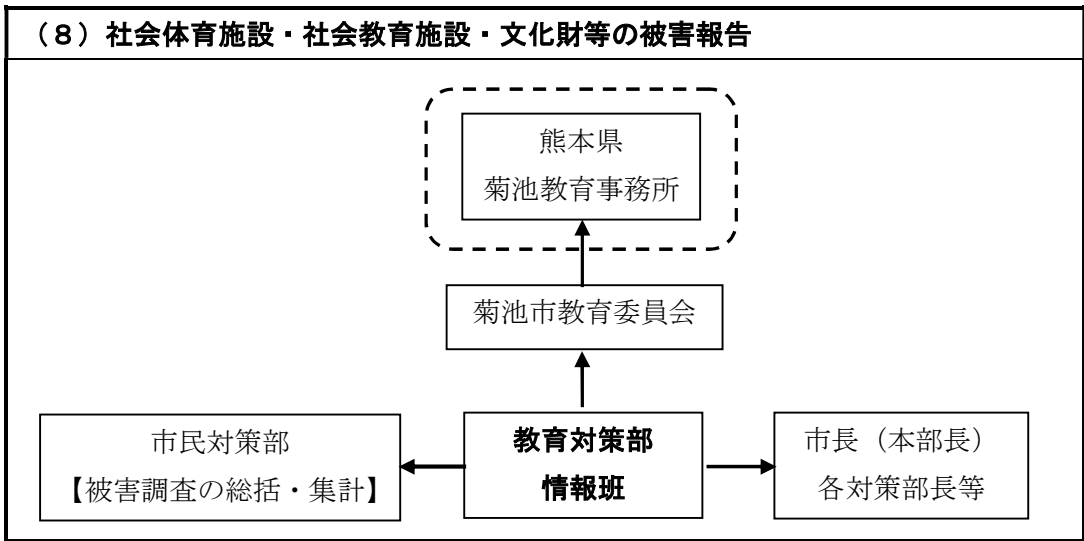 （８）社会体育施設・社会教育施設・文化財等の被害報告
熊本県
菊池教育事務所
菊池市教育委員会
市民対策部
【被害調査の総括・集計】
教育対策部
情報班
市長（本部長）
各対策部長等